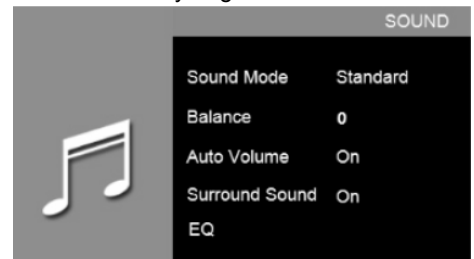 SOUND
Sound Mode Standard
Balance 0
Auto Volume On
Surround Sound On
EQ